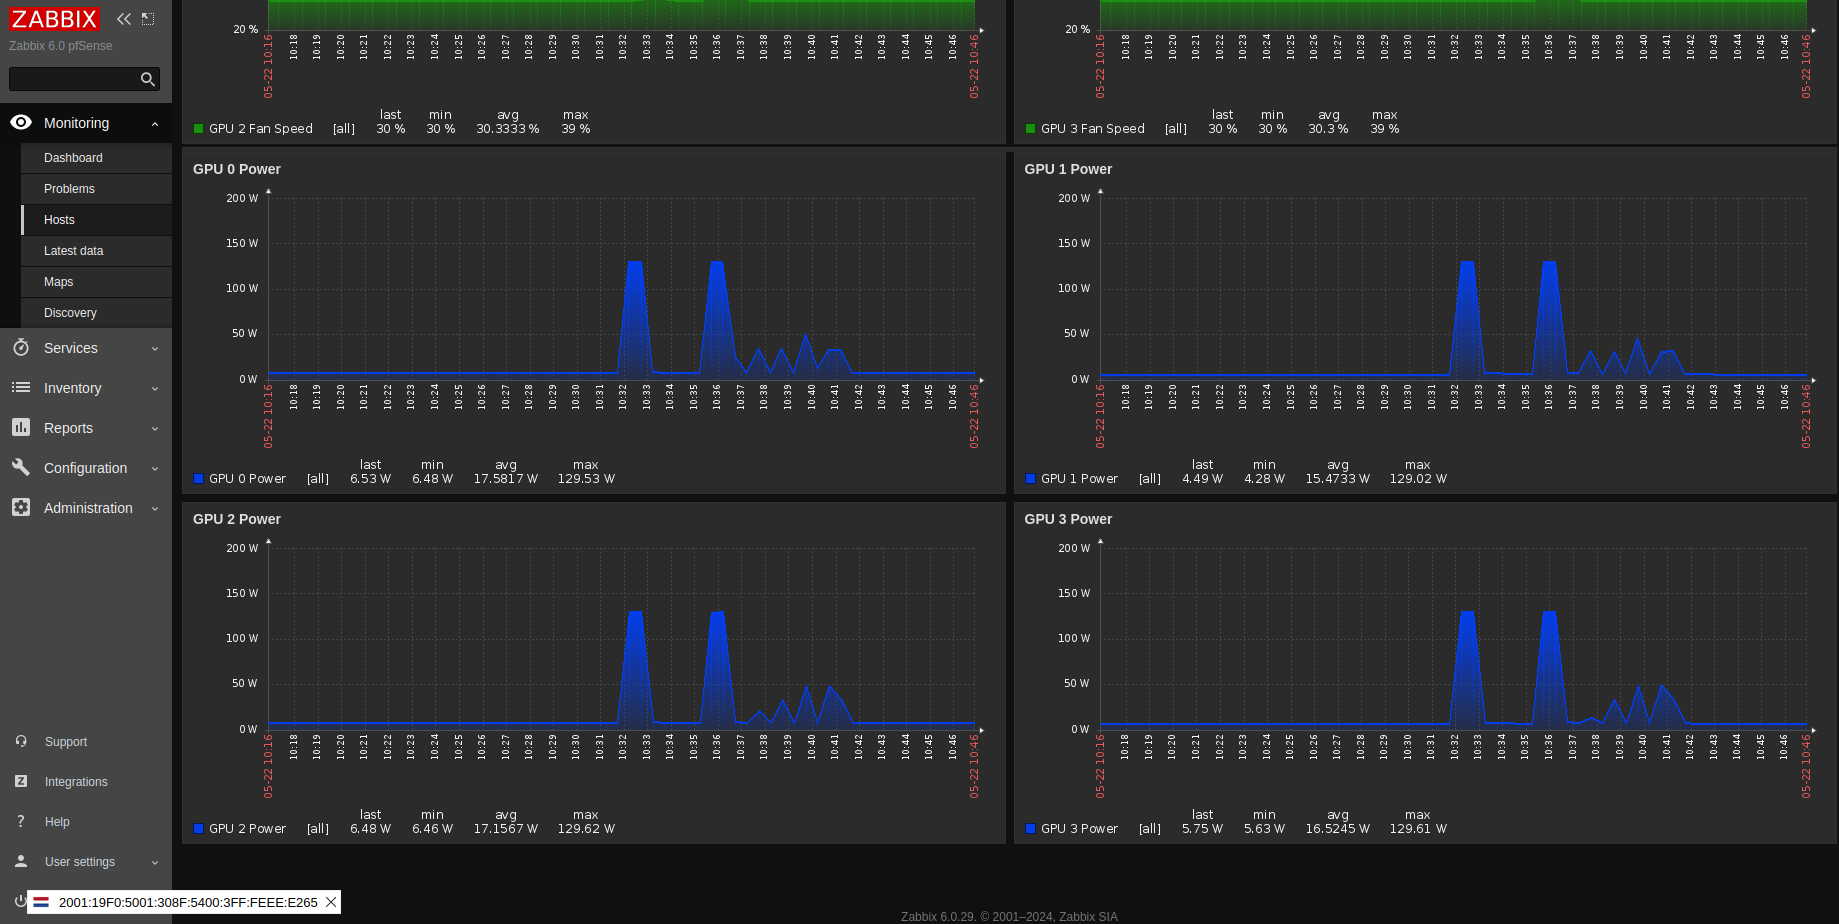 ZABBIX
Zabbix 6.0 pfSense
Monitoring
Dashboard
Problems
Hosts
Latest data
Maps
Discovery
Services
Inventory
Reports
Configuration
Administration
Support
Integrations
Help
User settings
2001:19F0:5001:308F:5400:3FF:FEEE:E265
20 %
05-22 10:16 10:18 10:19 10:20 10:21 10:22 10:23 10:24 10:25 10:26 10:27 10:28 10:29 10:30 10:31 10:32 10:33 10:34 10:35 10:36 10:37 10:38 10:39 10:40 10:41 10:42 10:43 10:44 10:45 10:46 05-22 10:46
last min avg max
GPU 2 Fan Speed [all] 30 % 30 % 30.3333 % 39 %
20 %
05-22 10:16 10:18 10:19 10:20 10:21 10:22 10:23 10:24 10:25 10:26 10:27 10:28 10:29 10:30 10:31 10:32 10:33 10:34 10:35 10:36 10:37 10:38 10:39 10:40 10:41 10:42 10:43 10:44 10:45 10:46 05-22 10:46
last min avg max
GPU 3 Fan Speed [all] 30 % 30 % 30.3 % 39 %
GPU 0 Power
200 W
150 W
100 W
50 W
0 W
05-22 10:16 10:18 10:19 10:20 10:21 10:22 10:23 10:24 10:25 10:26 10:27 10:28 10:29 10:30 10:31 10:32 10:33 10:34 10:35 10:36 10:37 10:38 10:39 10:40 10:41 10:42 10:43 10:44 10:45 10:46 05-22 10:46
last min avg max
GPU 0 Power [all] 6.53 W 6.48 W 17.5817 W 129.53 W
GPU 1 Power
200 W
150 W
100 W
50 W
0 W
05-22 10:16 10:18 10:19 10:20 10:21 10:22 10:23 10:24 10:25 10:26 10:27 10:28 10:29 10:30 10:31 10:32 10:33 10:34 10:35 10:36 10:37 10:38 10:39 10:40 10:41 10:42 10:43 10:44 10:45 10:46 05-22 10:46
last min avg max
GPU 1 Power [all] 4.49 W 4.28 W 15.4733 W 129.02 W
GPU 2 Power
200 W
150 W
100 W
50 W
0 W
05-22 10:16 10:18 10:19 10:20 10:21 10:22 10:23 10:24 10:25 10:26 10:27 10:28 10:29 10:30 10:31 10:32 10:33 10:34 10:35 10:36 10:37 10:38 10:39 10:40 10:41 10:42 10:43 10:44 10:45 10:46 05-22 10:46
last min avg max
GPU 2 Power [all] 6.48 W 6.46 W 17.1567 W 129.62 W
GPU 3 Power
200 W
150 W
100 W
50 W
0 W
05-22 10:16 10:18 10:19 10:20 10:21 10:22 10:23 10:24 10:25 10:26 10:27 10:28 10:29 10:30 10:31 10:32 10:33 10:34 10:35 10:36 10:37 10:38 10:39 10:40 10:41 10:42 10:43 10:44 10:45 10:46 05-22 10:46
last min avg max
GPU 3 Power [all] 5.75 W 5.63 W 16.5245 W 129.61 W
Zabbix 6.0.29. © 2001–2024, Zabbix SIA